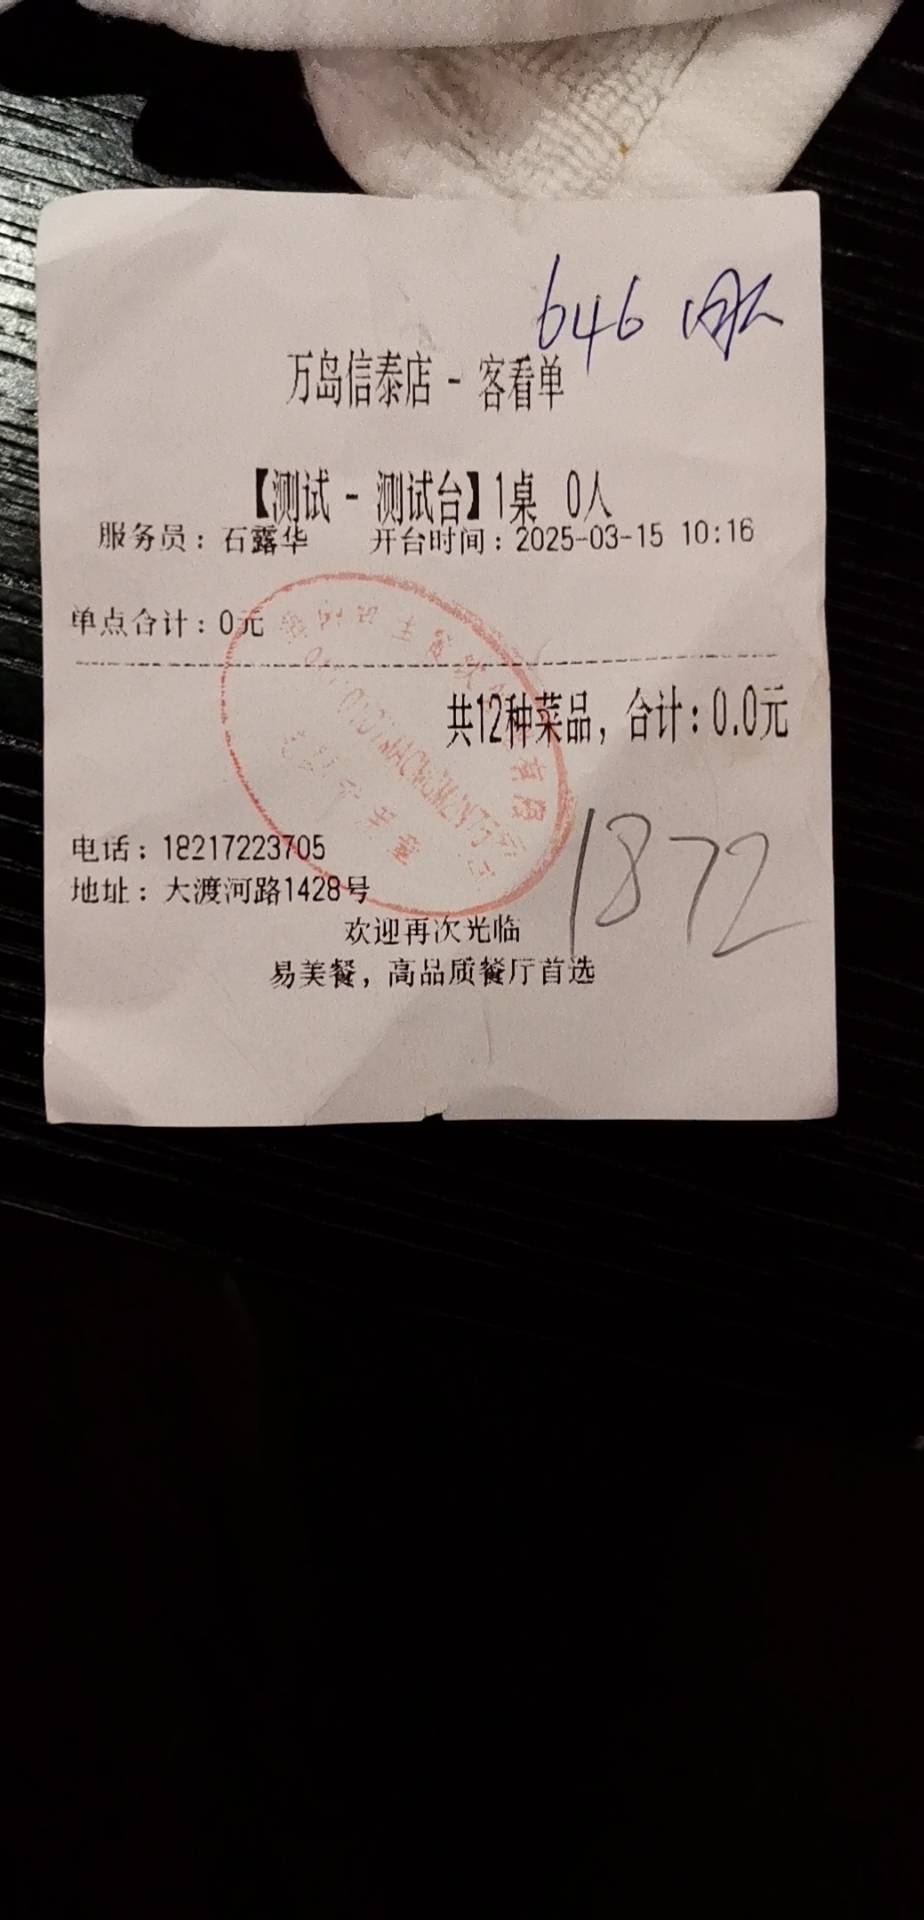 646
万岛信泰店 - 客看单
【测试 - 测试台】1桌 0人
服务员：石露华 开台时间：2025-03-15 10:16
单点合计：0元
共12种菜品，合计：0.0元
1872
电话：18217223705
地址：大渡河路1428号
欢迎再次光临
易美餐，高品质餐厅首选